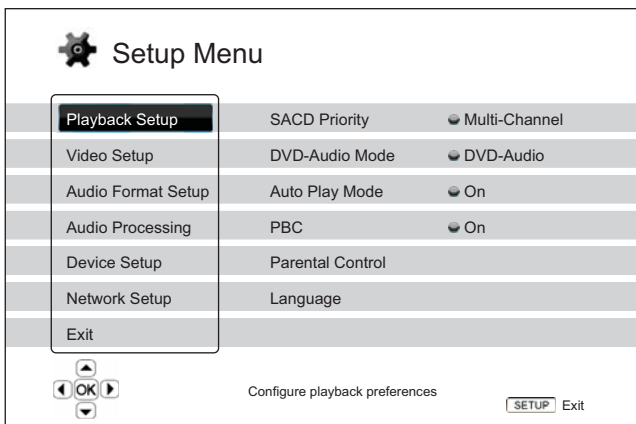 Setup Menu
Playback Setup SACD Priority Multi-Channel
Video Setup DVD-Audio Mode DVD-Audio
Audio Format Setup Auto Play Mode On
Audio Processing PBC On
Device Setup Parental Control
Network Setup Language
Exit
OK Configure playback preferences SETUP Exit